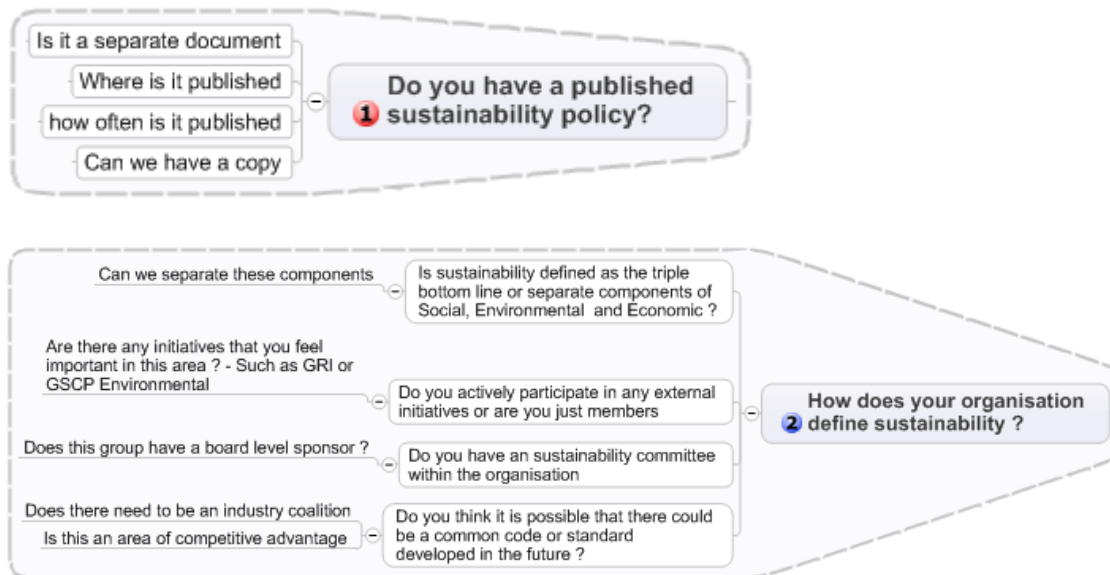 Is it a separate document
Where is it published
how often is it published
Can we have a copy
1
Do you have a published
sustainability policy?
Can we separate these components
Is sustainability defined as the triple
bottom line or separate components of
Social, Environmental and Economic ?
Are there any initiatives that you feel
important in this area ? - Such as GRI or
GSCP Environmental
Do you actively participate in any external
initiatives or are you just members
Does this group have a board level sponsor ?
Do you have an sustainability committee
within the organisation
Does there need to be an industry coalition
Is this an area of competitive advantage
Do you think it is possible that there could
be a common code or standard
developed in the future ?
2
How does your organisation
define sustainability ?